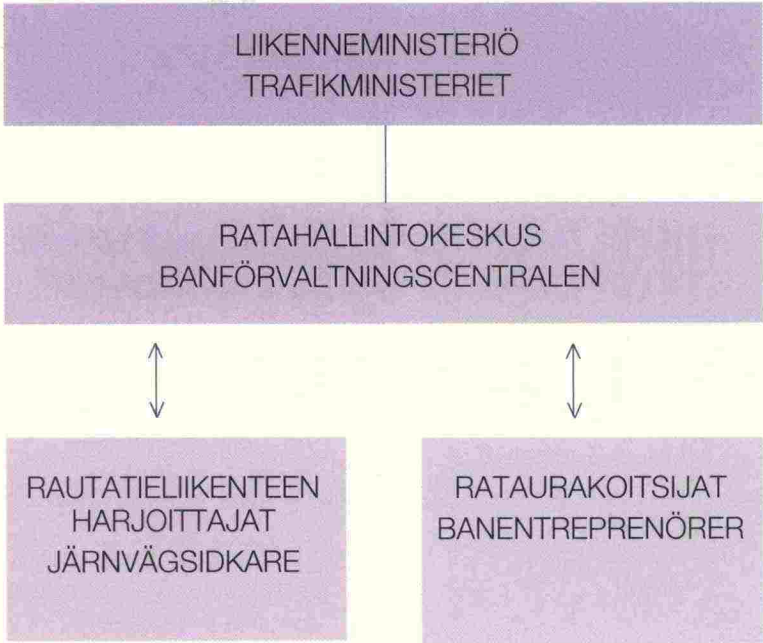 LIIKENNEMINISTERIÖ
TRAFIKMINISTERIET
RATAHALLINTOKESKUS
BANFÖRVALTNINGSCENTRALEN
RAUTATIELIIKENTEEN
HARJOITTAJAT
JÄRNVÄGSIDKARE
RATAURAKOITSIJAT
BANENTREPRENÖRER